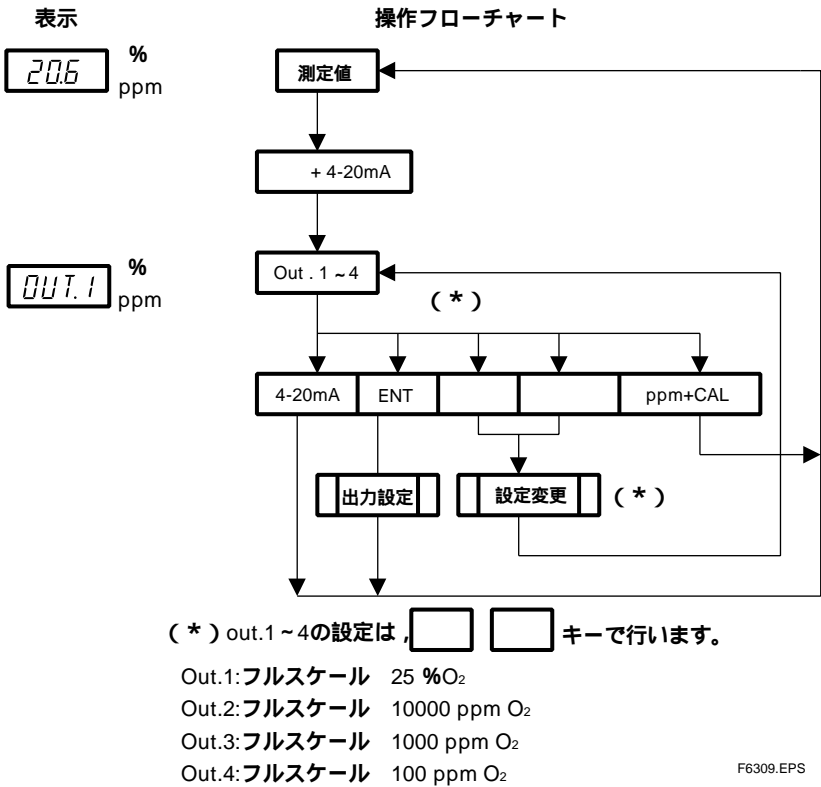 表示
操作フローチャート
20.6 % ppm
測定値
+ 4-20mA
OUT.1 % ppm
Out . 1～4
(*)
4-20mA ENT ppm+CAL
出力設定
設定変更 (*)
(*) out.1～4の設定は , キーで行います。
Out.1:フルスケール 25 %O₂
Out.2:フルスケール 10000 ppm O₂
Out.3:フルスケール 1000 ppm O₂
Out.4:フルスケール 100 ppm O₂
F6309.EPS